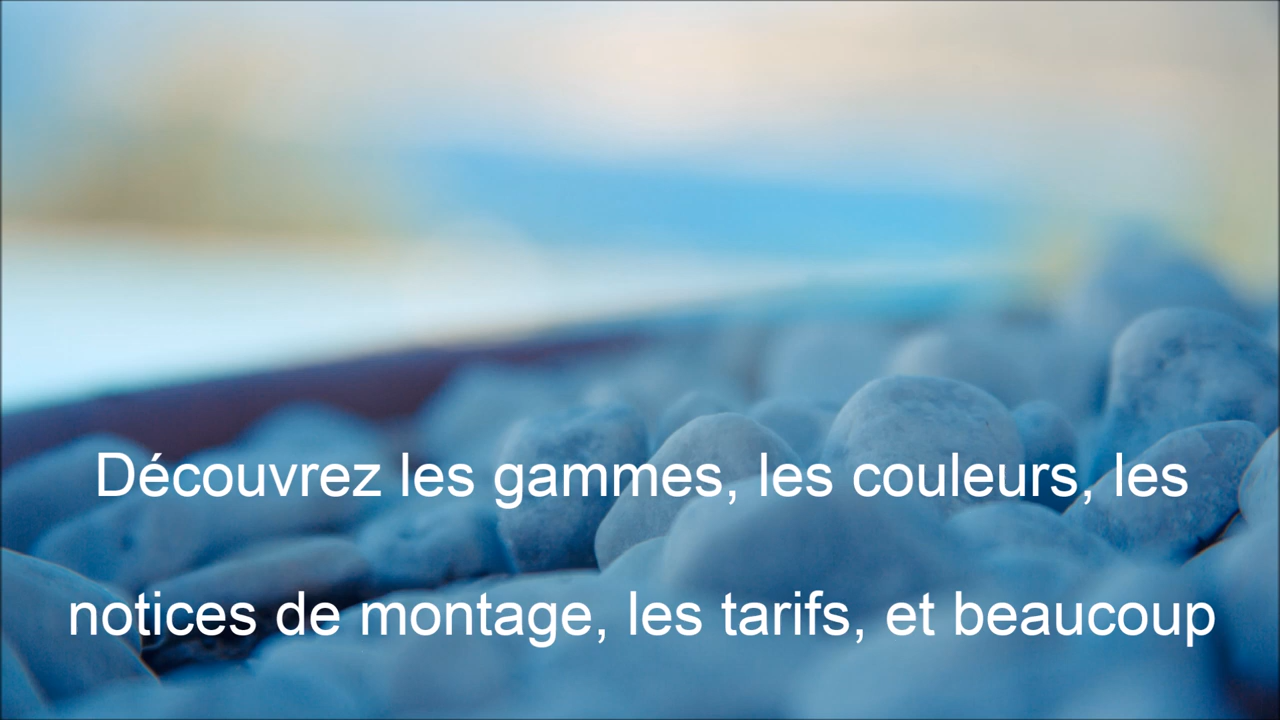 Découvrez les gammes, les couleurs, les
notices de montage, les tarifs, et beaucoup